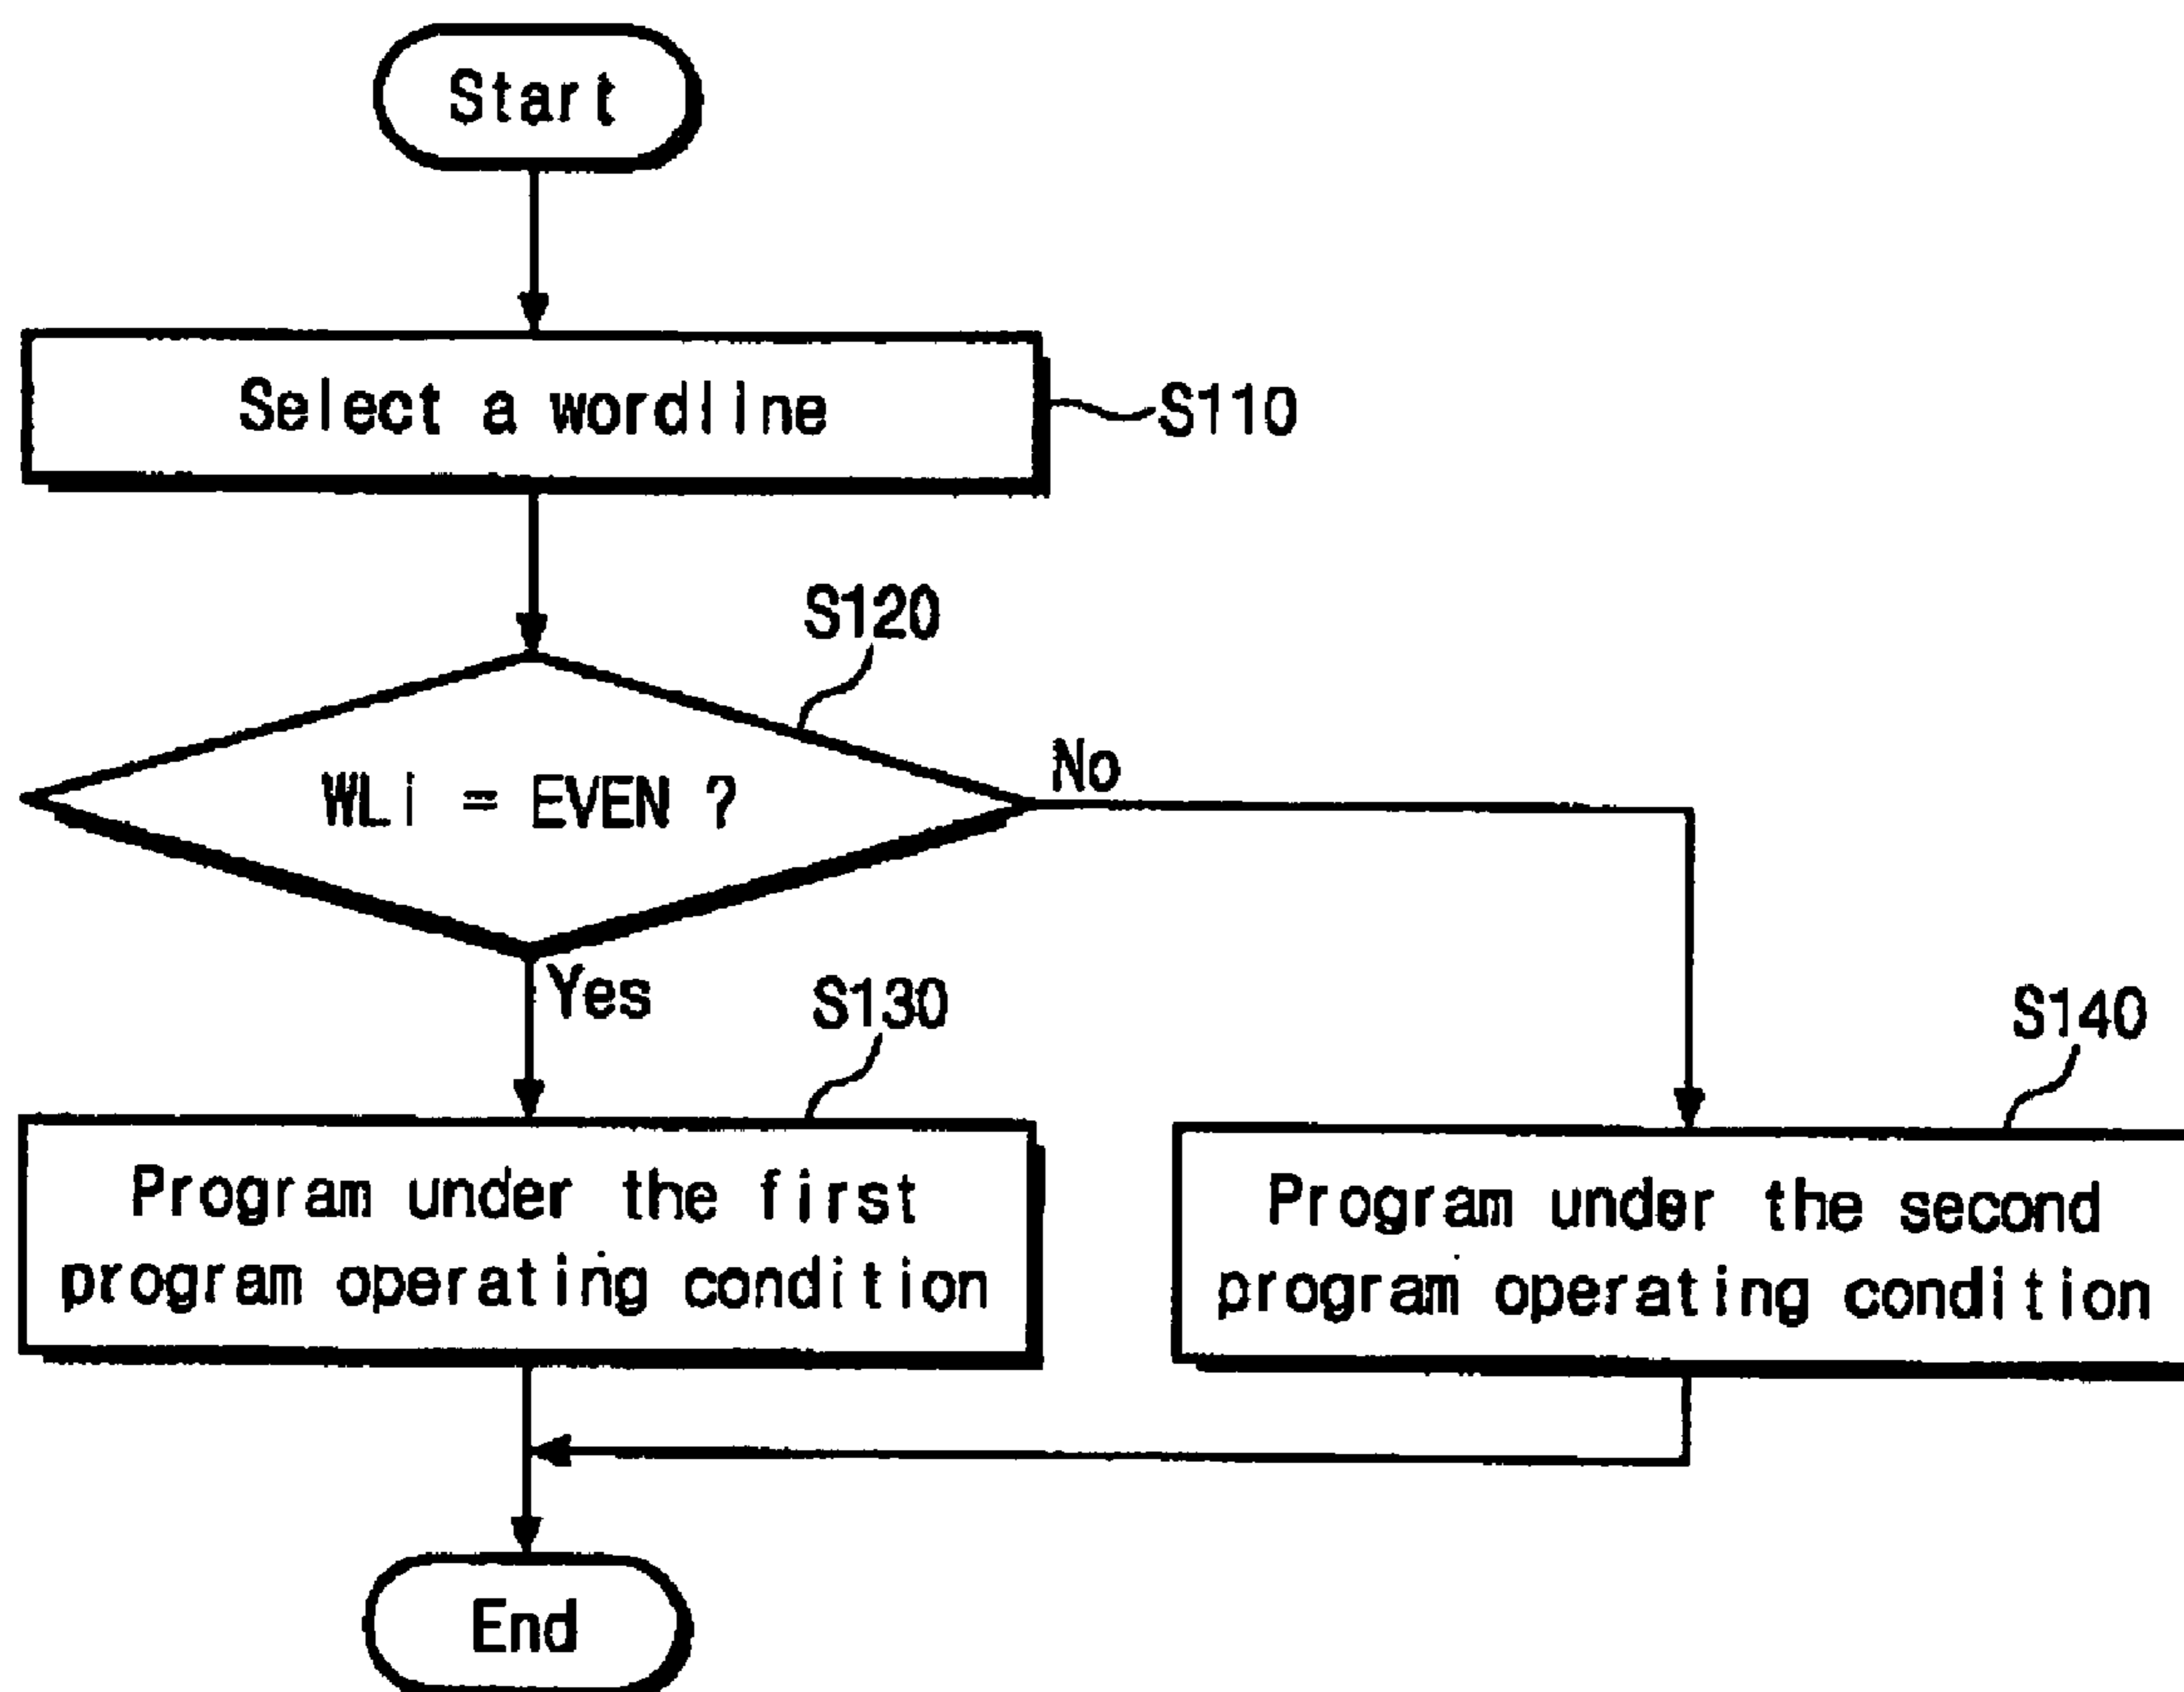 Start
Select a wordline
S110
S120
WLi = EVEN ?
No
Yes
S130
S140
Program under the first
program operating condition
Program under the second
program operating condition
End